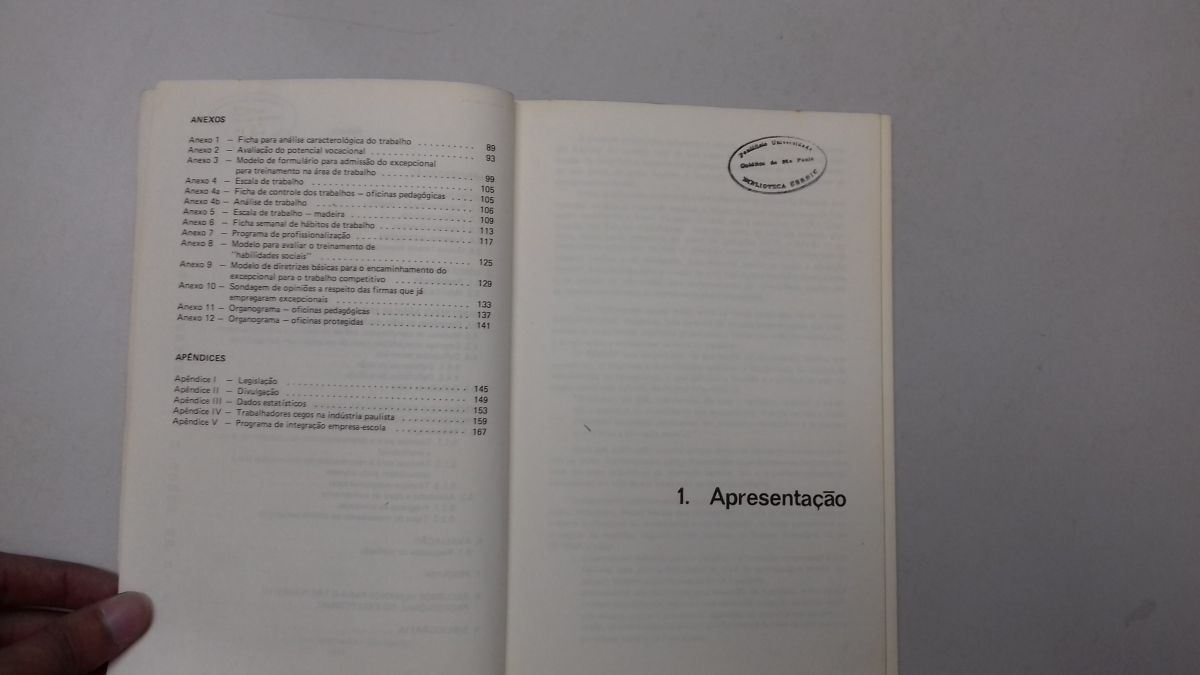 ANEXOS
Anexo 1 — Ficha para análise caracterológica do trabalho .......... 89
Anexo 2 — Avaliação do potencial vocacional .......... 93
Anexo 3 — Modelo de formulário para admissão do excepcional
para treinamento na área de trabalho .......... 99
Anexo 4 — Escala de trabalho .......... 105
Anexo 4a — Ficha de controle dos trabalhos — oficinas pedagógicas .... 105
Anexo 4b — Análise de trabalho .......... 106
Anexo 5 — Escala de trabalho — madeira .......... 109
Anexo 6 — Ficha semanal de hábitos de trabalho .......... 113
Anexo 7 — Programa de profissionalização .......... 117
Anexo 8 — Modelo para avaliar o treinamento de
"habilidades sociais" .......... 125
Anexo 9 — Modelo de diretrizes básicas para o encaminhamento do
excepcional para o trabalho competitivo .......... 129
Anexo 10 — Sondagem de opiniões a respeito das firmas que já
empregaram excepcionais .......... 133
Anexo 11 — Organograma — oficinas pedagógicas .......... 137
Anexo 12 — Organograma — oficinas protegidas .......... 141
APÊNDICES
Apêndice I — Legislação .......... 145
Apêndice II — Divulgação .......... 149
Apêndice III — Dados estatísticos .......... 153
Apêndice IV — Trabalhadores cegos na indústria paulista .......... 159
Apêndice V — Programa de integração empresa-escola .......... 167
Pontifícia Universidade
Católica de São Paulo
BIBLIOTECA
1. Apresentação